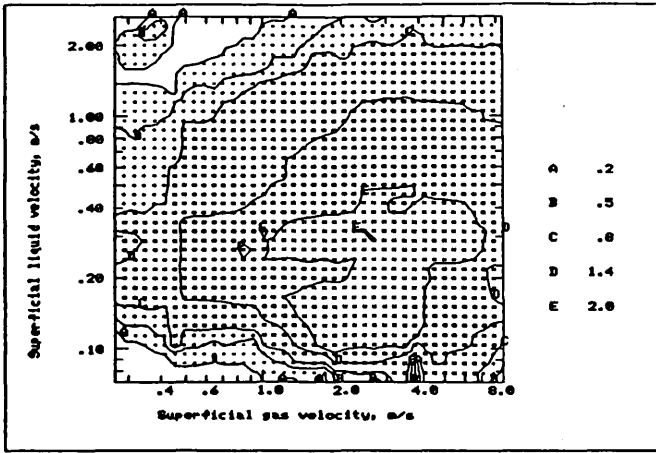 2.00
1.00
.80
.60
.40
.20
.10
Superficial liquid velocity, m/s
.4 .6 1.0 2.0 4.0 8.0
Superficial gas velocity, m/s
A .2
B .5
C .8
D 1.4
E 2.0